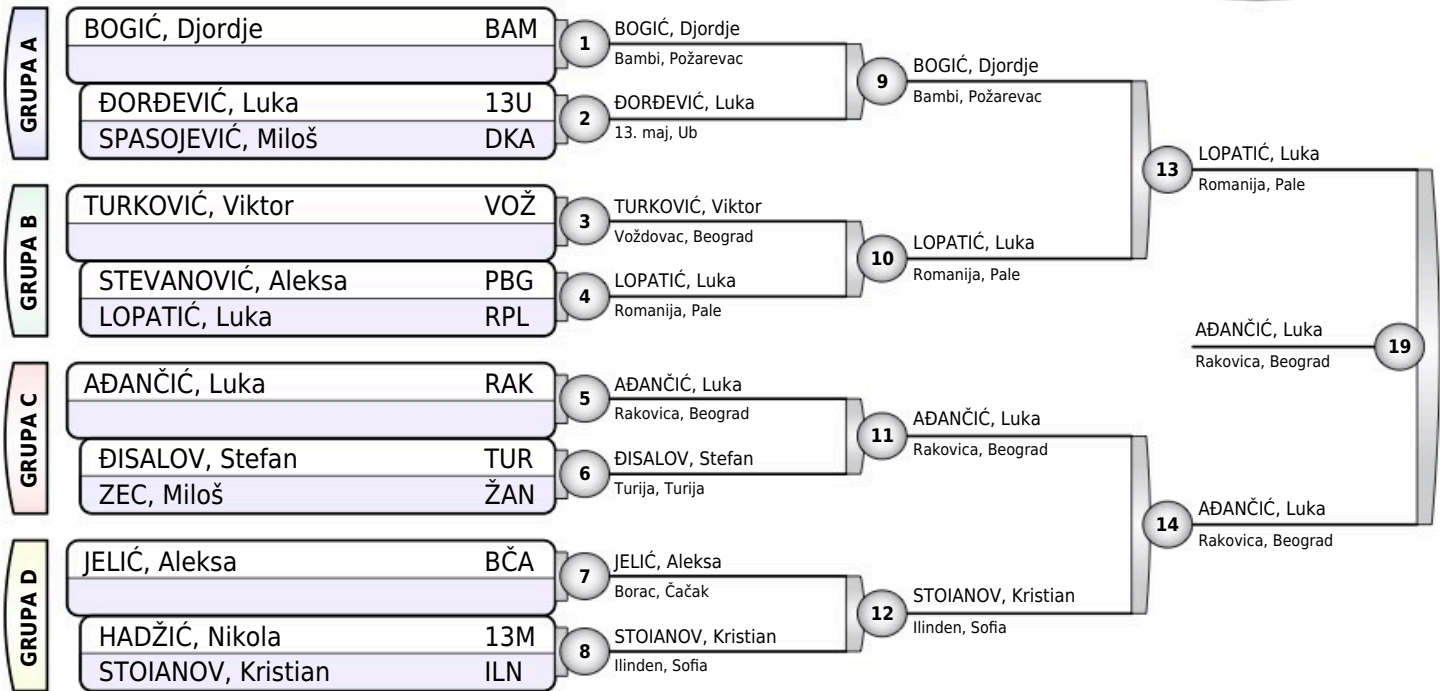 GRUPA A
BOGIĆ, Djordje BAM
ĐORĐEVIĆ, Luka 13U
SPASOJEVIĆ, Miloš DKA
GRUPA B
TURKOVIĆ, Viktor VOŽ
STEVANOVIĆ, Aleksa PBG
LOPATIĆ, Luka RPL
GRUPA C
AĐANČIĆ, Luka RAK
ĐISALOV, Stefan TUR
ZEC, Miloš ŽAN
GRUPA D
JELIĆ, Aleksa BČA
HADŽIĆ, Nikola 13M
STOIANOV, Kristian ILN
1
BOGIĆ, Djordje
Bambi, Požarevac
2
ĐORĐEVIĆ, Luka
13. maj, Ub
3
TURKOVIĆ, Viktor
Voždovac, Beograd
4
LOPATIĆ, Luka
Romanija, Pale
5
AĐANČIĆ, Luka
Rakovica, Beograd
6
ĐISALOV, Stefan
Turija, Turija
7
JELIĆ, Aleksa
Borac, Čačak
8
STOIANOV, Kristian
Ilinden, Sofia
9
BOGIĆ, Djordje
Bambi, Požarevac
10
LOPATIĆ, Luka
Romanija, Pale
11
AĐANČIĆ, Luka
Rakovica, Beograd
12
STOIANOV, Kristian
Ilinden, Sofia
13
LOPATIĆ, Luka
Romanija, Pale
14
AĐANČIĆ, Luka
Rakovica, Beograd
AĐANČIĆ, Luka
Rakovica, Beograd
19